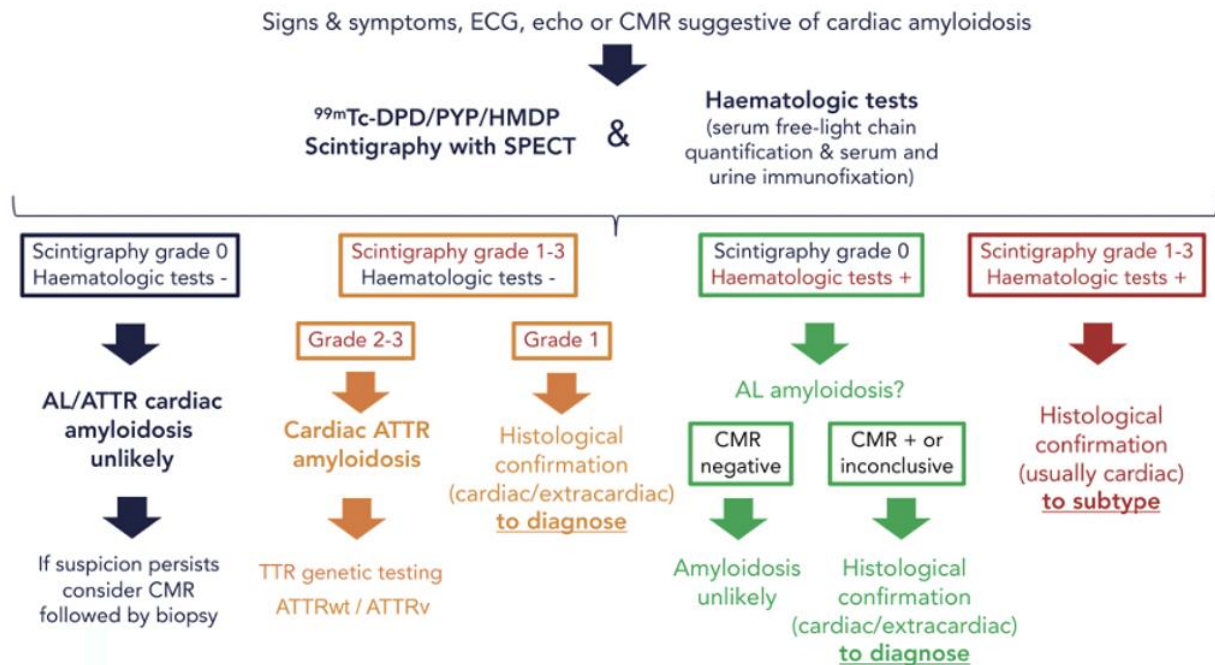 Signs & symptoms, ECG, echo or CMR suggestive of cardiac amyloidosis
99mTc-DPD/PYP/HMDP
Scintigraphy with SPECT
&
Haematologic tests
(serum free-light chain
quantification & serum and
urine immunofixation)
Scintigraphy grade 0
Haematologic tests -
AL/ATTR cardiac
amyloidosis
unlikely
If suspicion persists
consider CMR
followed by biopsy
Scintigraphy grade 1-3
Haematologic tests -
Grade 2-3
Cardiac ATTR
amyloidosis
TTR genetic testing
ATTRwt / ATTRv
Grade 1
Histological
confirmation
(cardiac/extracardiac)
to diagnose
Scintigraphy grade 0
Haematologic tests +
AL amyloidosis?
CMR
negative
Amyloidosis
unlikely
CMR + or
inconclusive
Histological
confirmation
(cardiac/extracardiac)
to diagnose
Scintigraphy grade 1-3
Haematologic tests +
Histological
confirmation
(usually cardiac)
to subtype